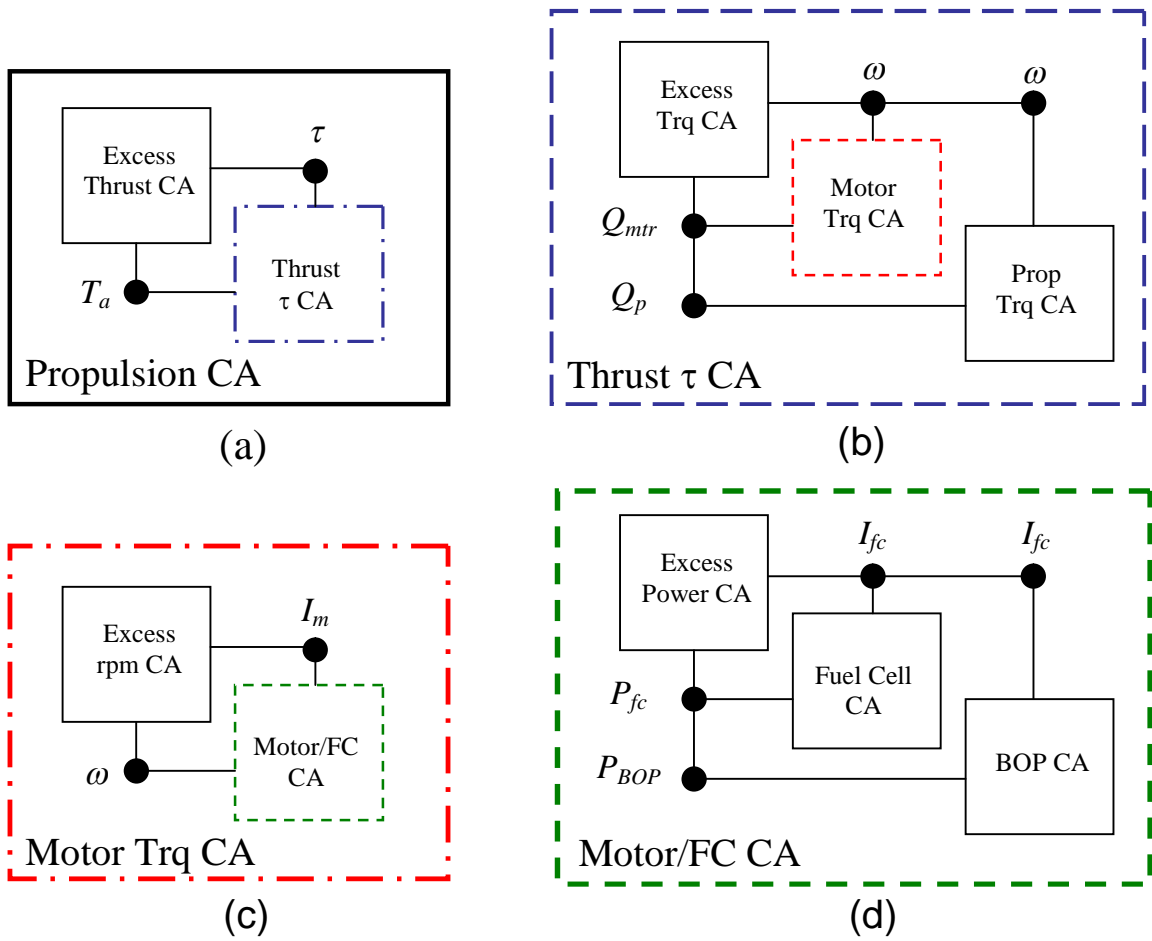 Excess
Thrust CA
τ
Thrust
τ CA
Tₐ
Propulsion CA
(a)
ω
ω
Excess
Trq CA
Motor
Trq CA
Qmtr
Qp
Prop
Trq CA
Thrust τ CA
(b)
Excess
rpm CA
Im
Motor/FC
CA
ω
Motor Trq CA
(c)
Ifc
Ifc
Excess
Power CA
Fuel Cell
CA
Pfc
PBOP
BOP CA
Motor/FC CA
(d)